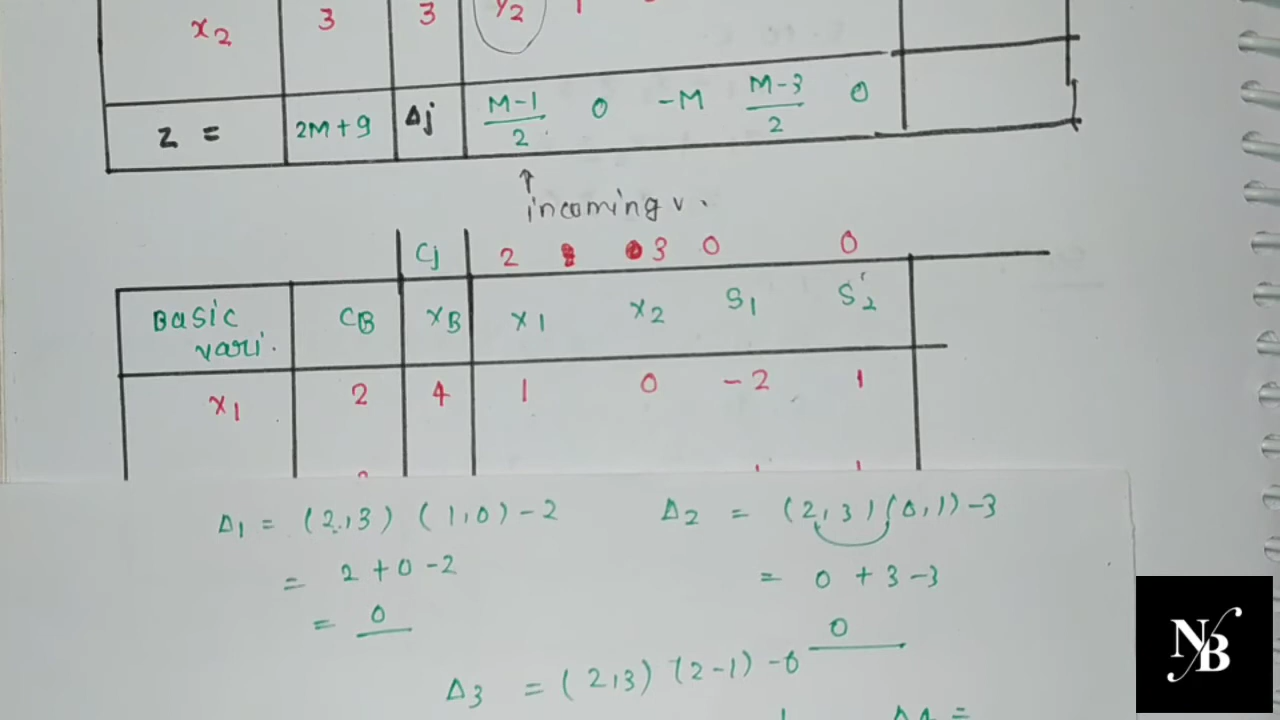 x2 3 3 1/2 1
Z = 2M+9 Δj M-1/2 0 -M M-3/2 0
↑
incoming v.
Cj 2 3 0 0
Basic vari. CB XB X1 X2 S1 S2
X1 2 4 1 0 -2 1
Δ1 = (2,3) (1,0) -2
= 2+0-2
= 0
Δ2 = (2,3)(0,1)-3
= 0+3-3
0
Δ3 = (2,3) (2-1) -0
NB